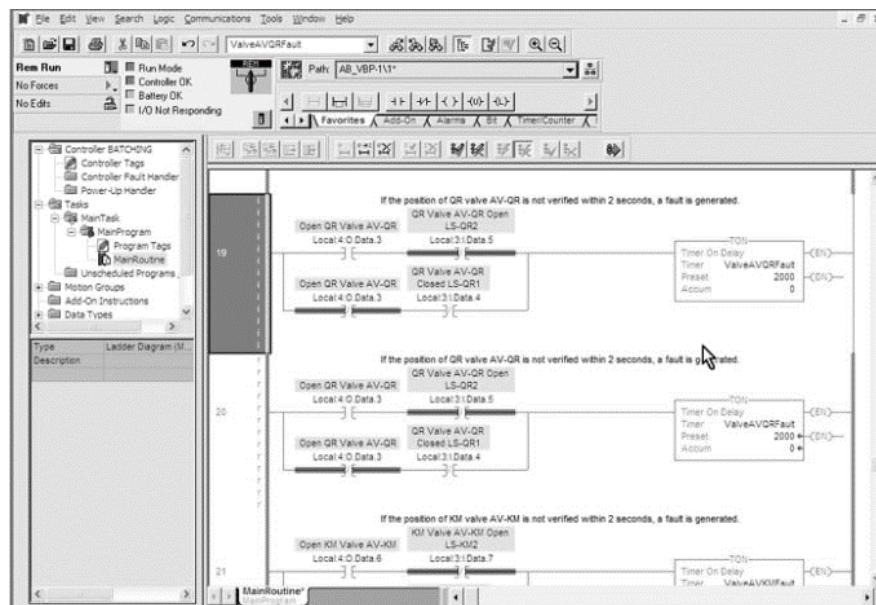 File Edit View Search Logic Communications Tools Window Help
ValveAVQRFault
Rem Run
No Forces
No Edits
Run Mode
Controller OK
Battery OK
I/O Not Responding
REM
Path: AB_VBP-1\1*
Favorites Add-On Alarms Bit Timer/Counter
Controller BATCHING
Controller Tags
Controller Fault Handler
Power-Up Handler
Tasks
MainTask
MainProgram
Program Tags
MainRoutine
Unscheduled Programs
Motion Groups
Add-On Instructions
Data Types
Type Ladder Diagram (M...
Description
19
If the position of QR valve AV-QR is not verified within 2 seconds, a fault is generated.
Open QR Valve AV-QR
Local:4:O.Data.3
QR Valve AV-QR Open
LS-QR2
Local:3:I.Data.5
Open QR Valve AV-QR
Local:4:O.Data.3
QR Valve AV-QR
Closed LS-QR1
Local:3:I.Data.4
TON
Timer On Delay
Timer ValveAVQRFault
Preset 2000
Accum 0
EN
DN
20
If the position of QR valve AV-QR is not verified within 2 seconds, a fault is generated.
Open QR Valve AV-QR
Local:4:O.Data.3
QR Valve AV-QR Open
LS-QR2
Local:3:I.Data.5
Open QR Valve AV-QR
Local:4:O.Data.3
QR Valve AV-QR
Closed LS-QR1
Local:3:I.Data.4
TON
Timer On Delay
Timer ValveAVQRFault
Preset 2000
Accum 0
EN
DN
21
If the position of KM valve AV-KM is not verified within 2 seconds, a fault is generated.
Open KM Valve AV-KM
Local:4:O.Data.6
KM Valve AV-KM Open
LS-KM2
Local:3:I.Data.7
TON
Timer On Delay
Timer ValveAVKMFault
EN
MainRoutine*
MainProgram